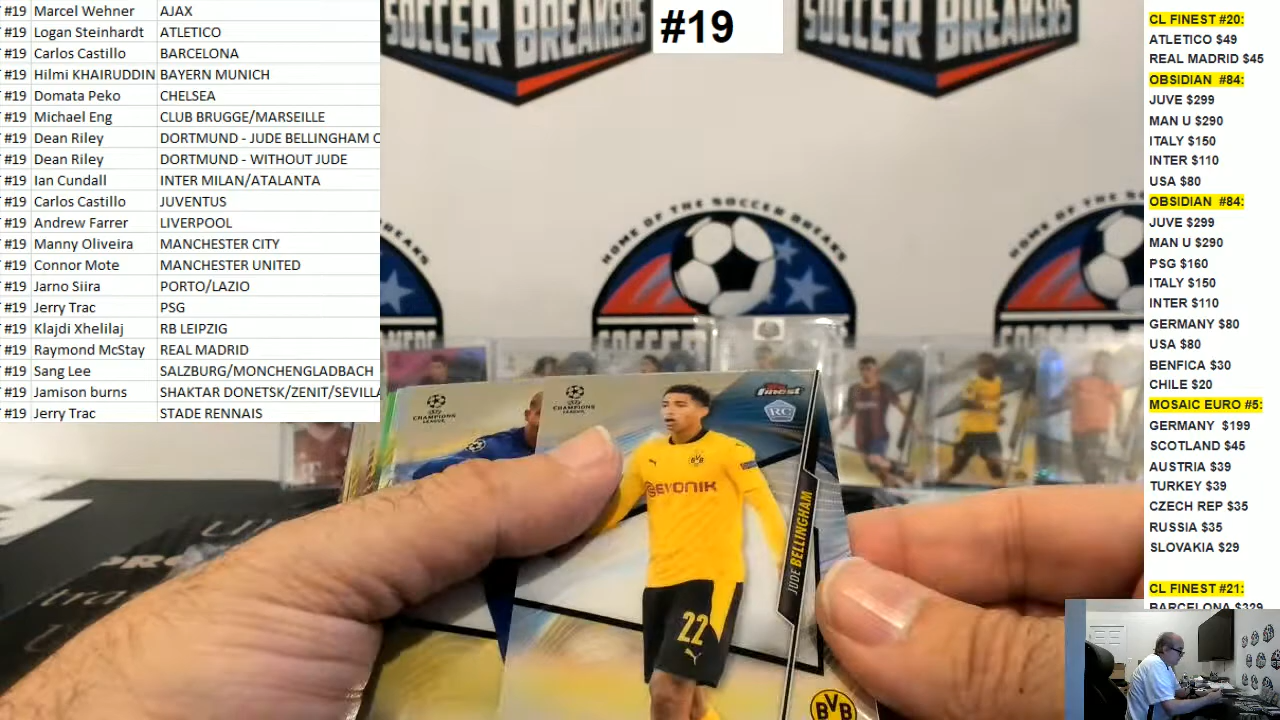 #19 Marcel Wehner AJAX
#19 Logan Steinhardt ATLETICO
#19 Carlos Castillo BARCELONA
#19 Hilmi KHAIRUDDIN BAYERN MUNICH
#19 Domata Peko CHELSEA
#19 Michael Eng CLUB BRUGGE/MARSEILLE
#19 Dean Riley DORTMUND - JUDE BELLINGHAM C
#19 Dean Riley DORTMUND - WITHOUT JUDE
#19 Ian Cundall INTER MILAN/ATALANTA
#19 Carlos Castillo JUVENTUS
#19 Andrew Farrer LIVERPOOL
#19 Manny Oliveira MANCHESTER CITY
#19 Connor Mote MANCHESTER UNITED
#19 Jarno Siira PORTO/LAZIO
#19 Jerry Trac PSG
#19 Klajdi Xhelilaj RB LEIPZIG
#19 Raymond McStay REAL MADRID
#19 Sang Lee SALZBURG/MONCHENGLADBACH
#19 Jamison burns SHAKTAR DONETSK/ZENIT/SEVILLA
#19 Jerry Trac STADE RENNAIS
SOCCER BREAKERS
#19
SOCCER BREAKERS
HOME OF THE SOCCER BREAKS
CHAMPIONS LEAGUE
CHAMPIONS LEAGUE
finest
RC
BVB
EVONIK
JUDE BELLINGHAM
22
BVB
CL FINEST #20:
ATLETICO $49
REAL MADRID $45
OBSIDIAN #84:
JUVE $299
MAN U $290
ITALY $150
INTER $110
USA $80
OBSIDIAN #84:
JUVE $299
MAN U $290
PSG $160
ITALY $150
INTER $110
GERMANY $80
USA $80
BENFICA $30
CHILE $20
MOSAIC EURO #5:
GERMANY $199
SCOTLAND $45
AUSTRIA $39
TURKEY $39
CZECH REP $35
RUSSIA $35
SLOVAKIA $29
CL FINEST #21:
BARCELONA $329